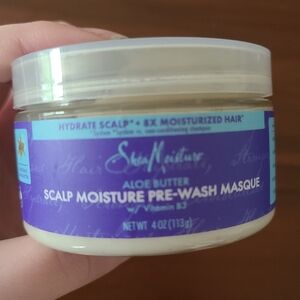 HYDRATE SCALP* + 8X MOISTURIZED HAIR*
SheaMoisture
ALOE BUTTER
SCALP MOISTURE PRE-WASH MASQUE
w/ Vitamin B3
NET WT 4 OZ (113g)